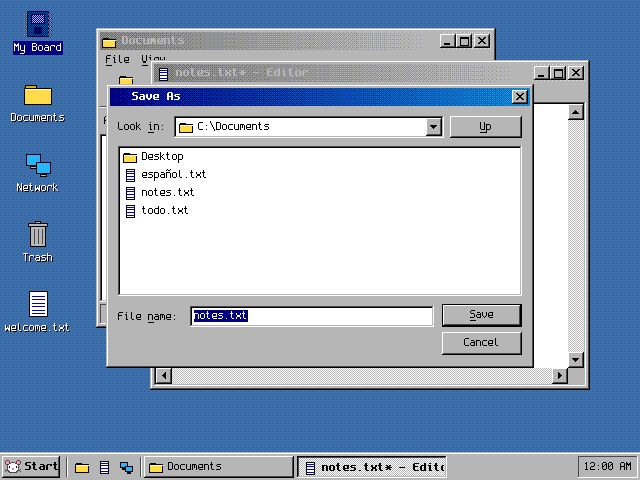 My Board
Documents
Network
Trash
welcome.txt
Documents
File View
notes.txt* - Editor
Save As
Look in: C:\Documents Up
Desktop
español.txt
notes.txt
todo.txt
File name: notes.txt Save
Cancel
Start Documents notes.txt* - Edit 12:00 AM